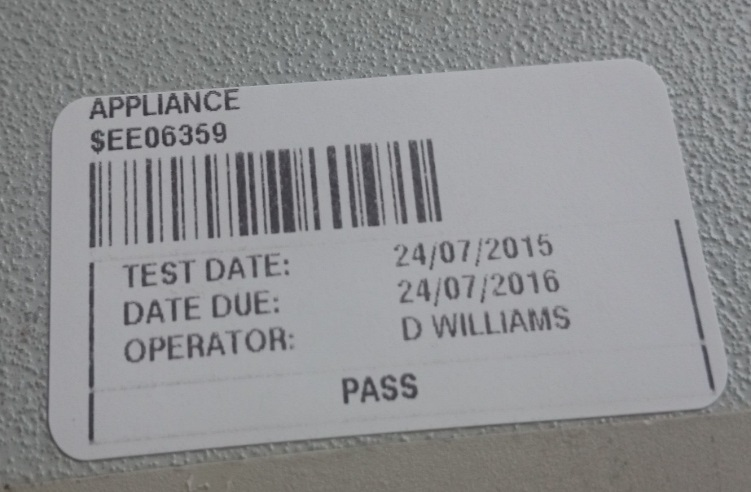 APPLIANCE
$EE06359
TEST DATE: 24/07/2015
DATE DUE: 24/07/2016
OPERATOR: D WILLIAMS
PASS